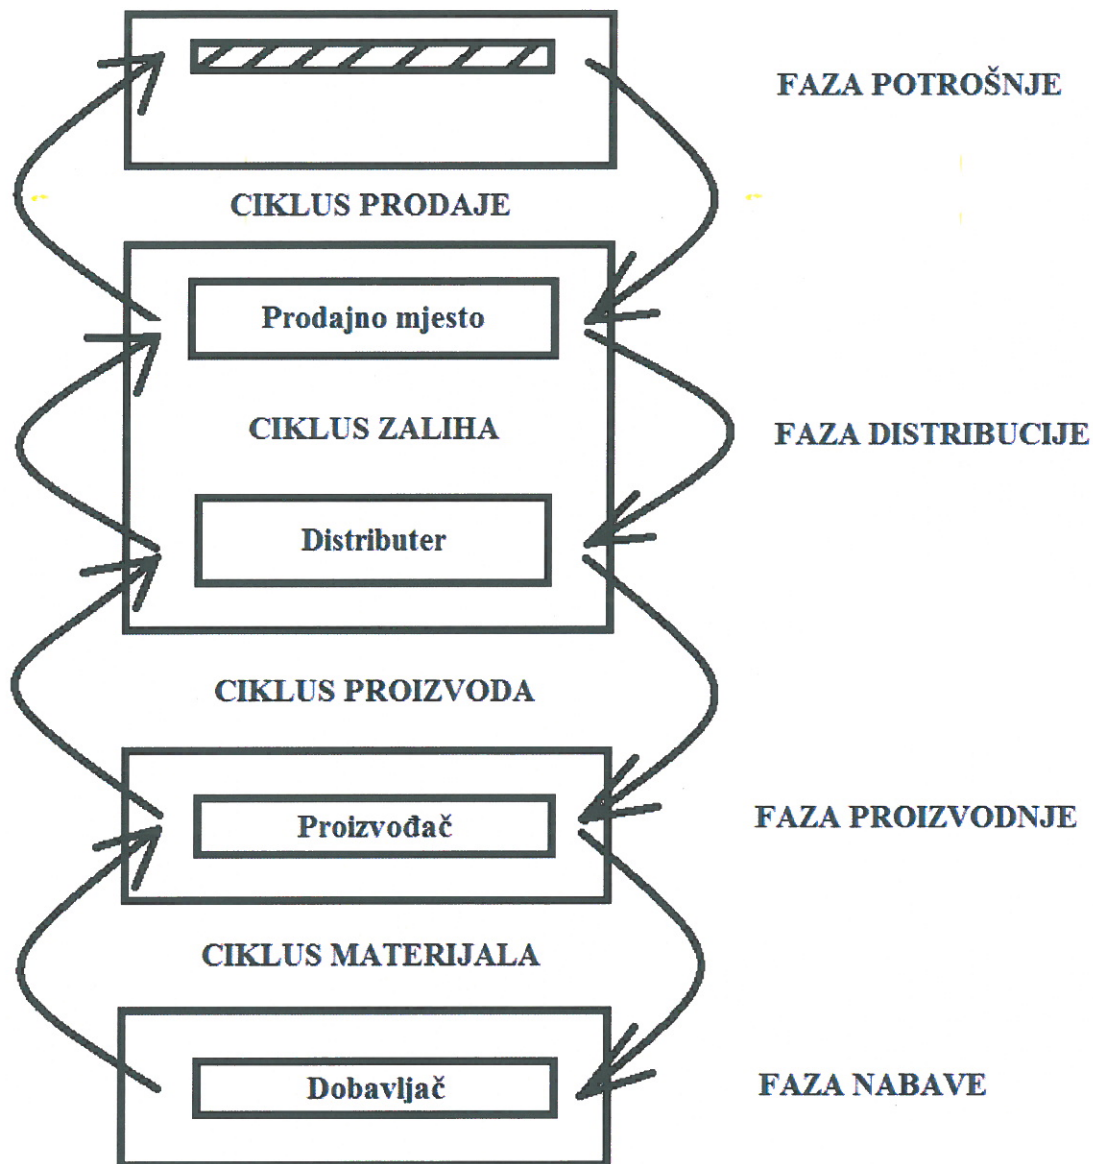 FAZA POTROŠNJE
CIKLUS PRODAJE
Prodajno mjesto
CIKLUS ZALIHA
FAZA DISTRIBUCIJE
Distributer
CIKLUS PROIZVODA
Proizvođač
FAZA PROIZVODNJE
CIKLUS MATERIJALA
Dobavljač
FAZA NABAVE